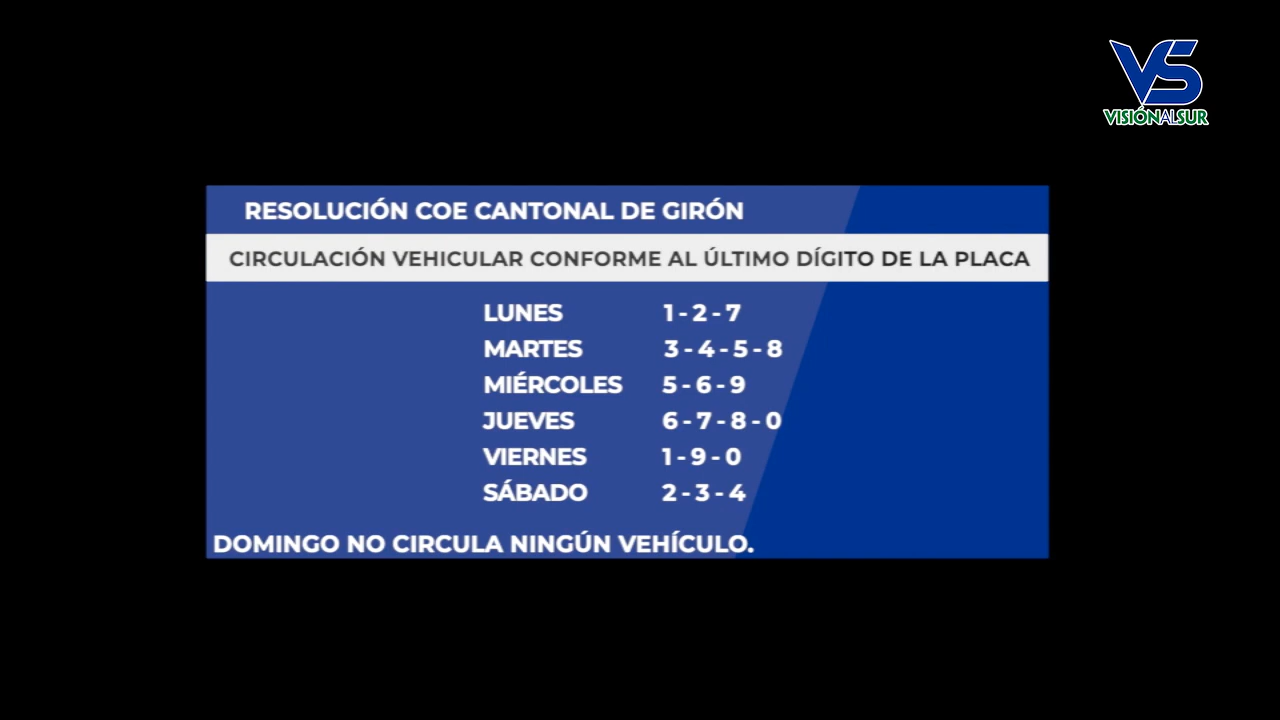 VS
VISIÓNALSUR
RESOLUCIÓN COE CANTONAL DE GIRÓN
CIRCULACIÓN VEHICULAR CONFORME AL ÚLTIMO DÍGITO DE LA PLACA
LUNES 1 - 2 - 7
MARTES 3 - 4 - 5 - 8
MIÉRCOLES 5 - 6 - 9
JUEVES 6 - 7 - 8 - 0
VIERNES 1 - 9 - 0
SÁBADO 2 - 3 - 4
DOMINGO NO CIRCULA NINGÚN VEHÍCULO.